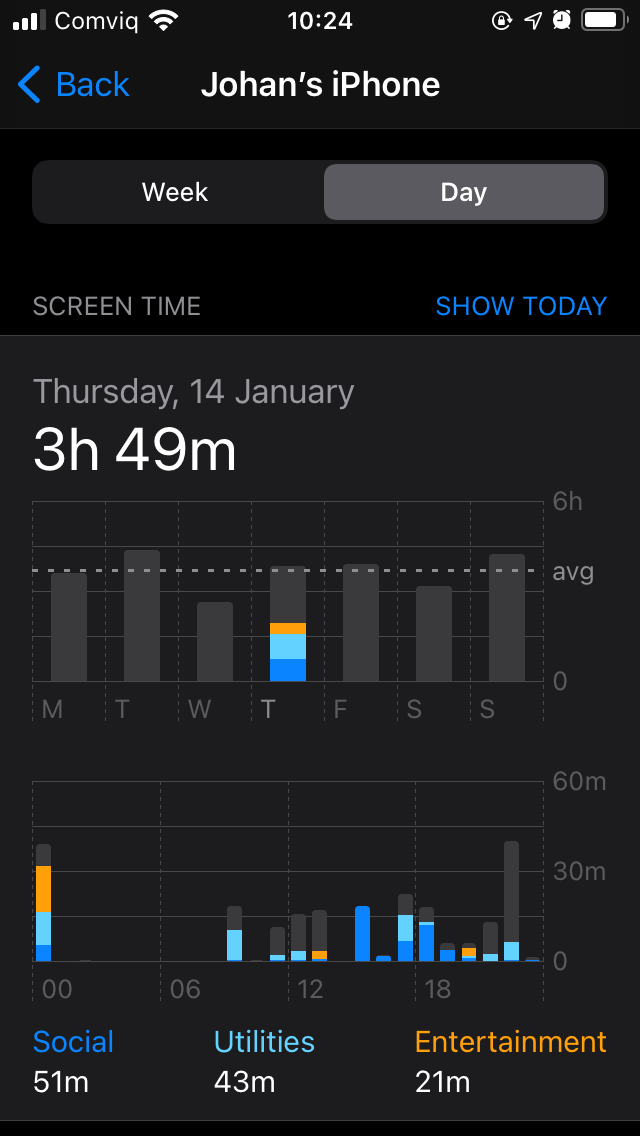 Comviq 10:24
Back Johan's iPhone
Week Day
SCREEN TIME SHOW TODAY
Thursday, 14 January
3h 49m
6h
avg
0
M T W T F S S
60m
30m
0
00 06 12 18
Social Utilities Entertainment
51m 43m 21m